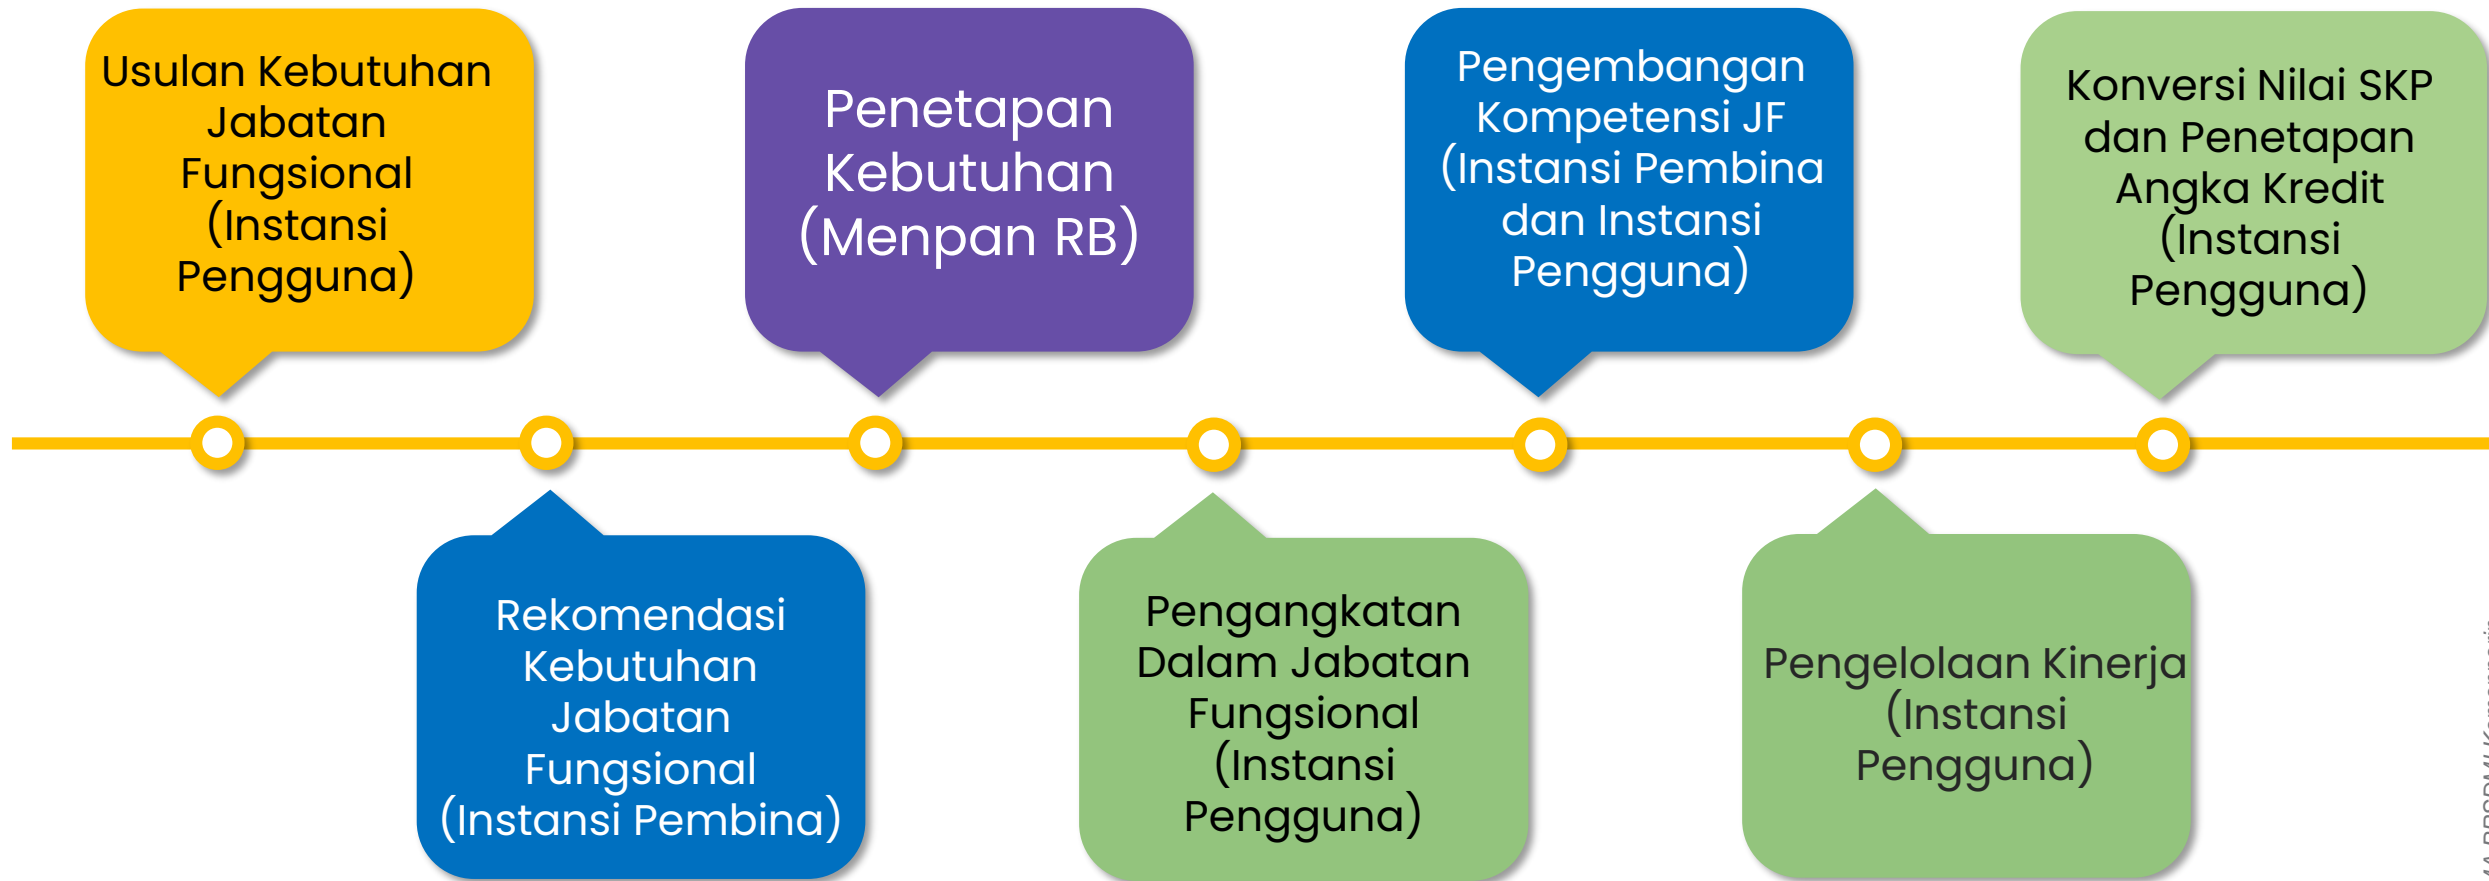 Usulan Kebutuhan
Jabatan
Fungsional
(Instansi
Pengguna)
Rekomendasi
Kebutuhan
Jabatan
Fungsional
(Instansi Pembina)
Penetapan
Kebutuhan
(Menpan RB)
Pengangkatan
Dalam Jabatan
Fungsional
(Instansi
Pengguna)
Pengembangan
Kompetensi JF
(Instansi Pembina
dan Instansi
Pengguna)
Pengelolaan Kinerja
(Instansi
Pengguna)
Konversi Nilai SKP
dan Penetapan
Angka Kredit
(Instansi
Pengguna)